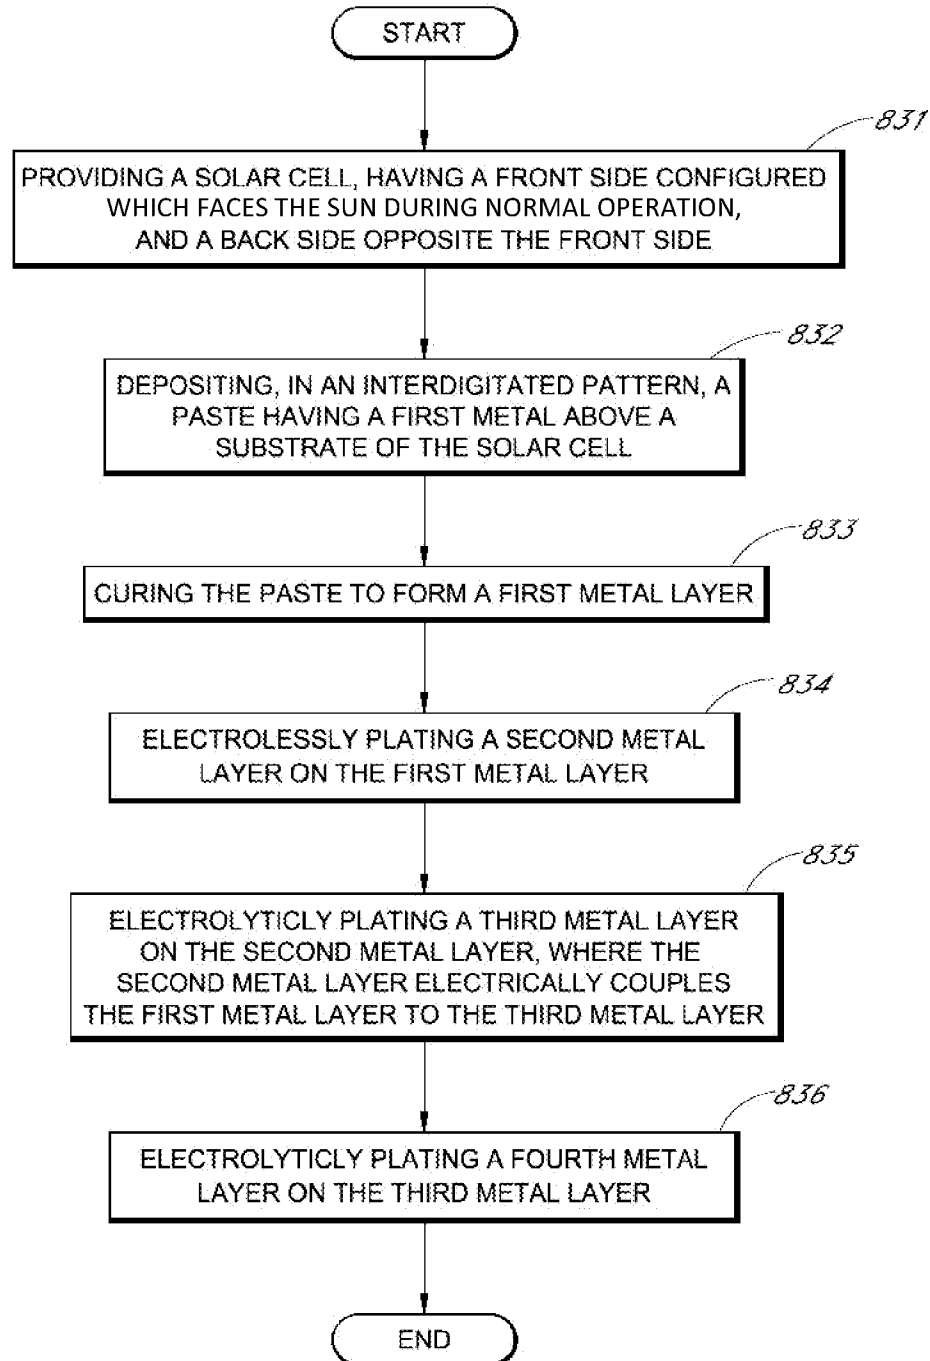 START
831
PROVIDING A SOLAR CELL, HAVING A FRONT SIDE CONFIGURED
WHICH FACES THE SUN DURING NORMAL OPERATION,
AND A BACK SIDE OPPOSITE THE FRONT SIDE
832
DEPOSITING, IN AN INTERDIGITATED PATTERN, A
PASTE HAVING A FIRST METAL ABOVE A
SUBSTRATE OF THE SOLAR CELL
833
CURING THE PASTE TO FORM A FIRST METAL LAYER
834
ELECTROLESSLY PLATING A SECOND METAL
LAYER ON THE FIRST METAL LAYER
835
ELECTROLYTICLY PLATING A THIRD METAL LAYER
ON THE SECOND METAL LAYER, WHERE THE
SECOND METAL LAYER ELECTRICALLY COUPLES
THE FIRST METAL LAYER TO THE THIRD METAL LAYER
836
ELECTROLYTICLY PLATING A FOURTH METAL
LAYER ON THE THIRD METAL LAYER
END